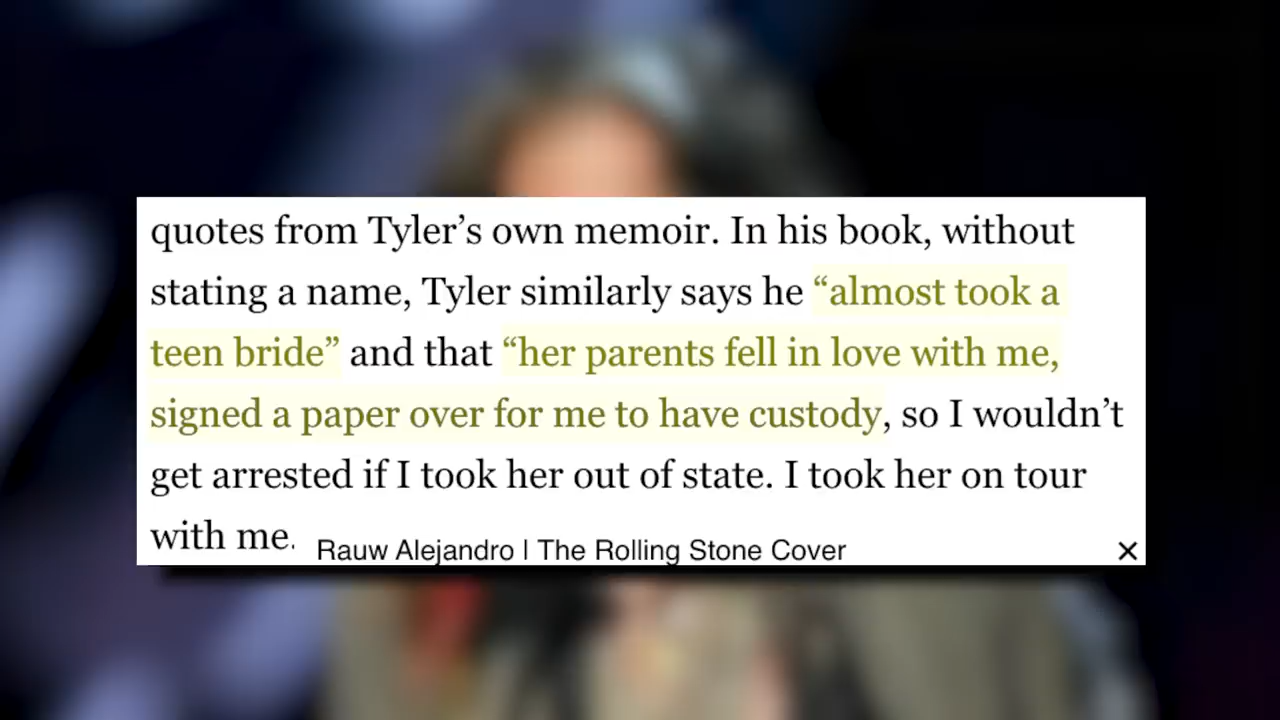 quotes from Tyler’s own memoir. In his book, without
stating a name, Tyler similarly says he “almost took a
teen bride” and that “her parents fell in love with me,
signed a paper over for me to have custody, so I wouldn’t
get arrested if I took her out of state. I took her on tour
with me.
Rauw Alejandro | The Rolling Stone Cover ×